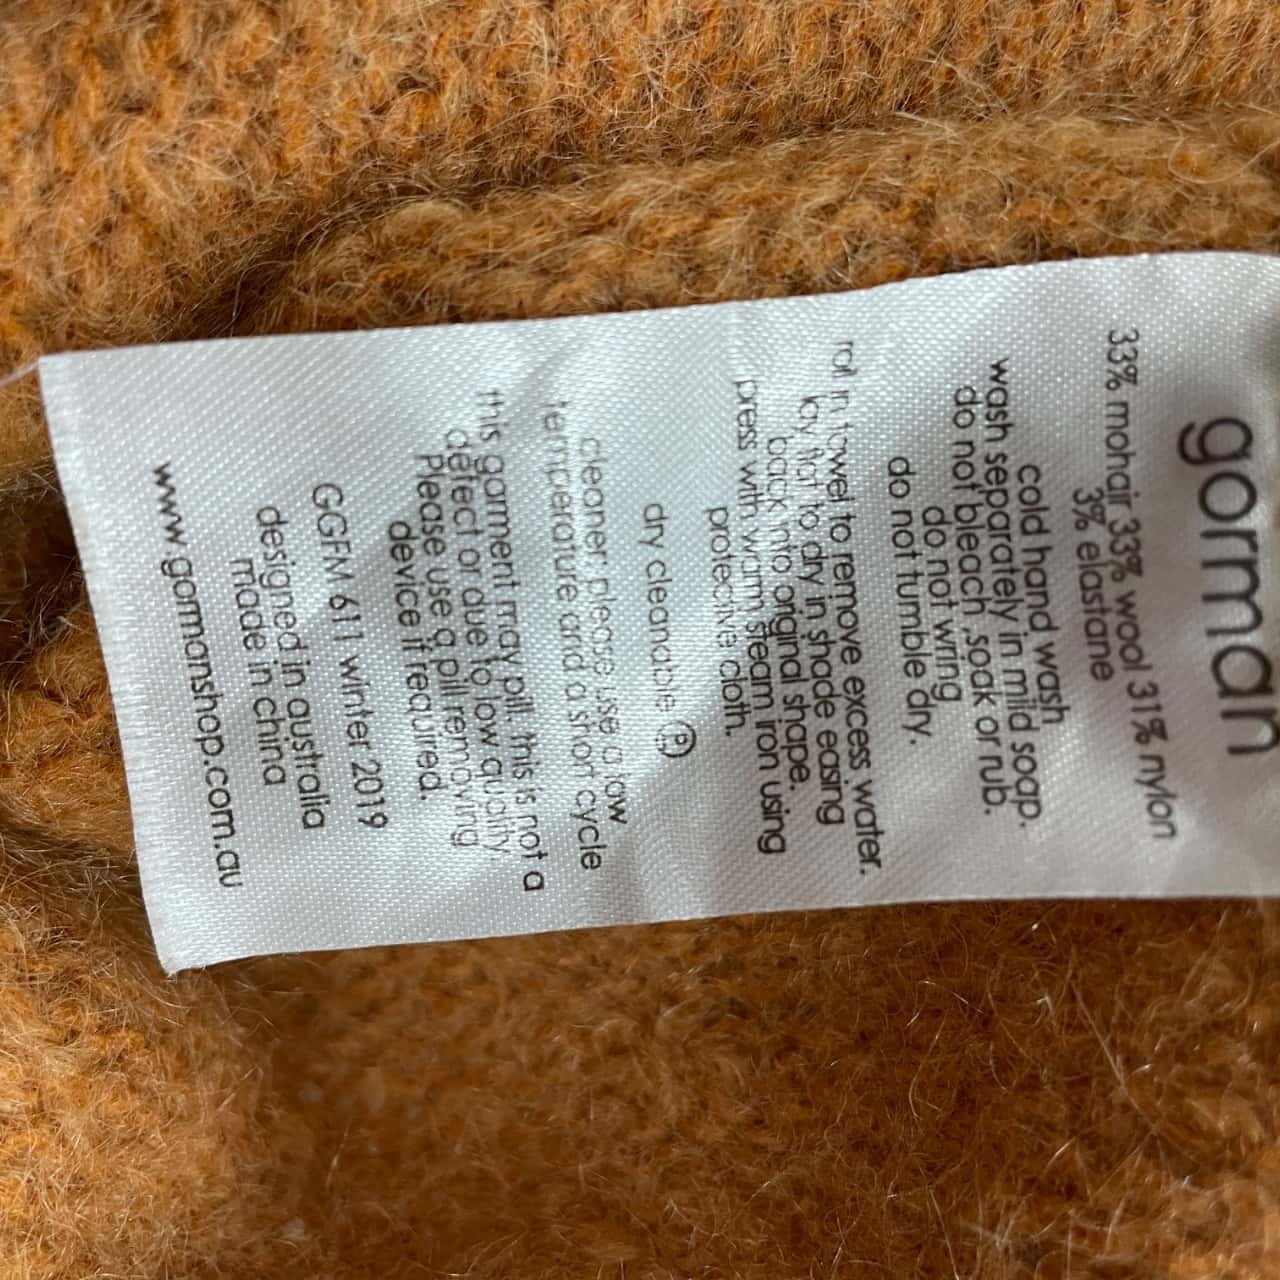 gorman
33% mohair 33% wool 31% nylon
3% elastane
cold hand wash
wash separately in mild soap.
do not bleach ,soak or rub.
do not wring
do not tumble dry.
roll in towel to remove excess water.
lay flat to dry in shade easing
back into original shape.
press with warm steam iron using
protective cloth.
dry cleanable P
cleaner please use a low
temperature and a short cycle
this garment may pill. this is not a
defect or due to low quality.
Please use a pill removing
device if required.
GGFM 611 winter 2019
designed in australia
made in china
www.gormanshop.com.au